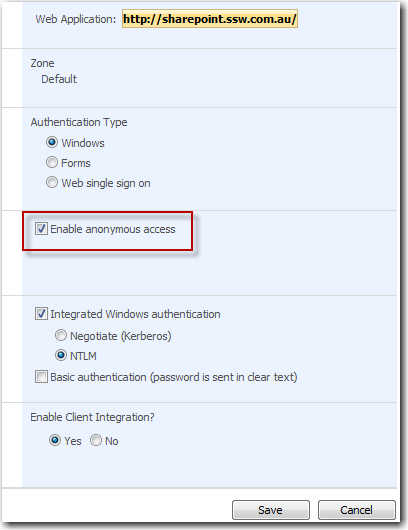 Web Application: http://sharepoint.ssw.com.au/
Zone
Default
Authentication Type
Windows
Forms
Web single sign on
Enable anonymous access
Integrated Windows authentication
Negotiate (Kerberos)
NTLM
Basic authentication (password is sent in clear text)
Enable Client Integration?
Yes No
Save Cancel